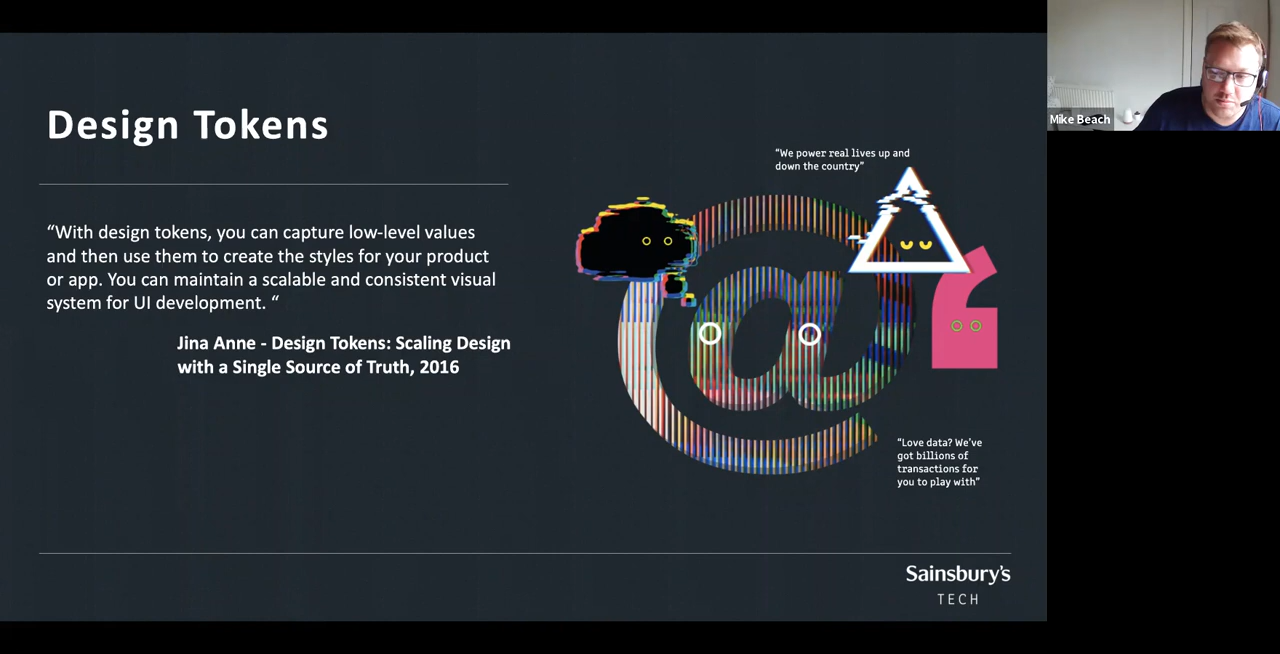 Design Tokens
“With design tokens, you can capture low-level values
and then use them to create the styles for your product
or app. You can maintain a scalable and consistent visual
system for UI development. “
Jina Anne - Design Tokens: Scaling Design
with a Single Source of Truth, 2016
“We power real lives up and
down the country”
@
“Love data? We’ve
got billions of
transactions for
you to play with”
Sainsbury’s
TECH
Mike Beach